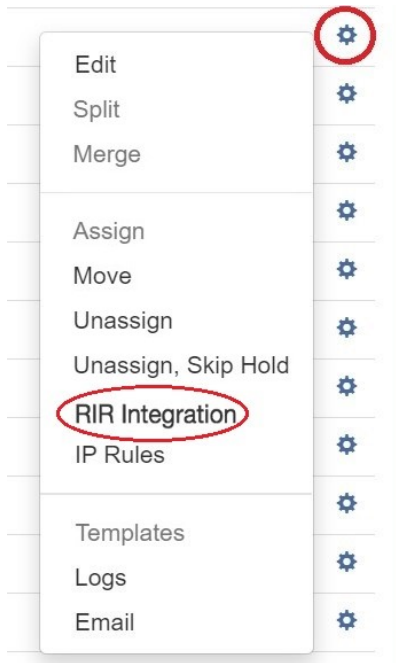 Edit
Split
Merge
Assign
Move
Unassign
Unassign, Skip Hold
RIR Integration
IP Rules
Templates
Logs
Email